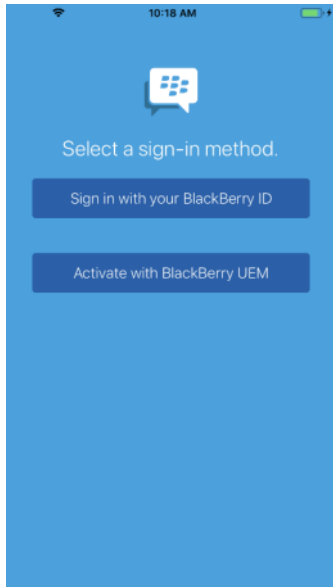 10:18 AM
Select a sign-in method.
Sign in with your BlackBerry ID
Activate with BlackBerry UEM